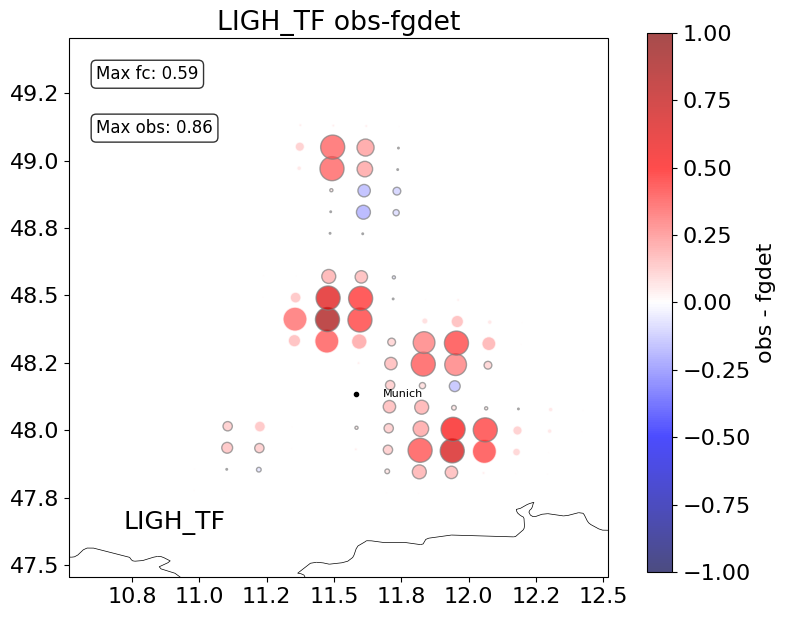 LIGH_TF obs-fgdet
Max fc: 0.59
Max obs: 0.86
49.2
49.0
48.8
48.5
48.2
48.0
47.8
47.5
Munich
LIGH_TF
10.8 11.0 11.2 11.5 11.8 12.0 12.2 12.5
1.00
0.75
0.50
0.25
0.00
−0.25
−0.50
−0.75
−1.00
obs - fgdet